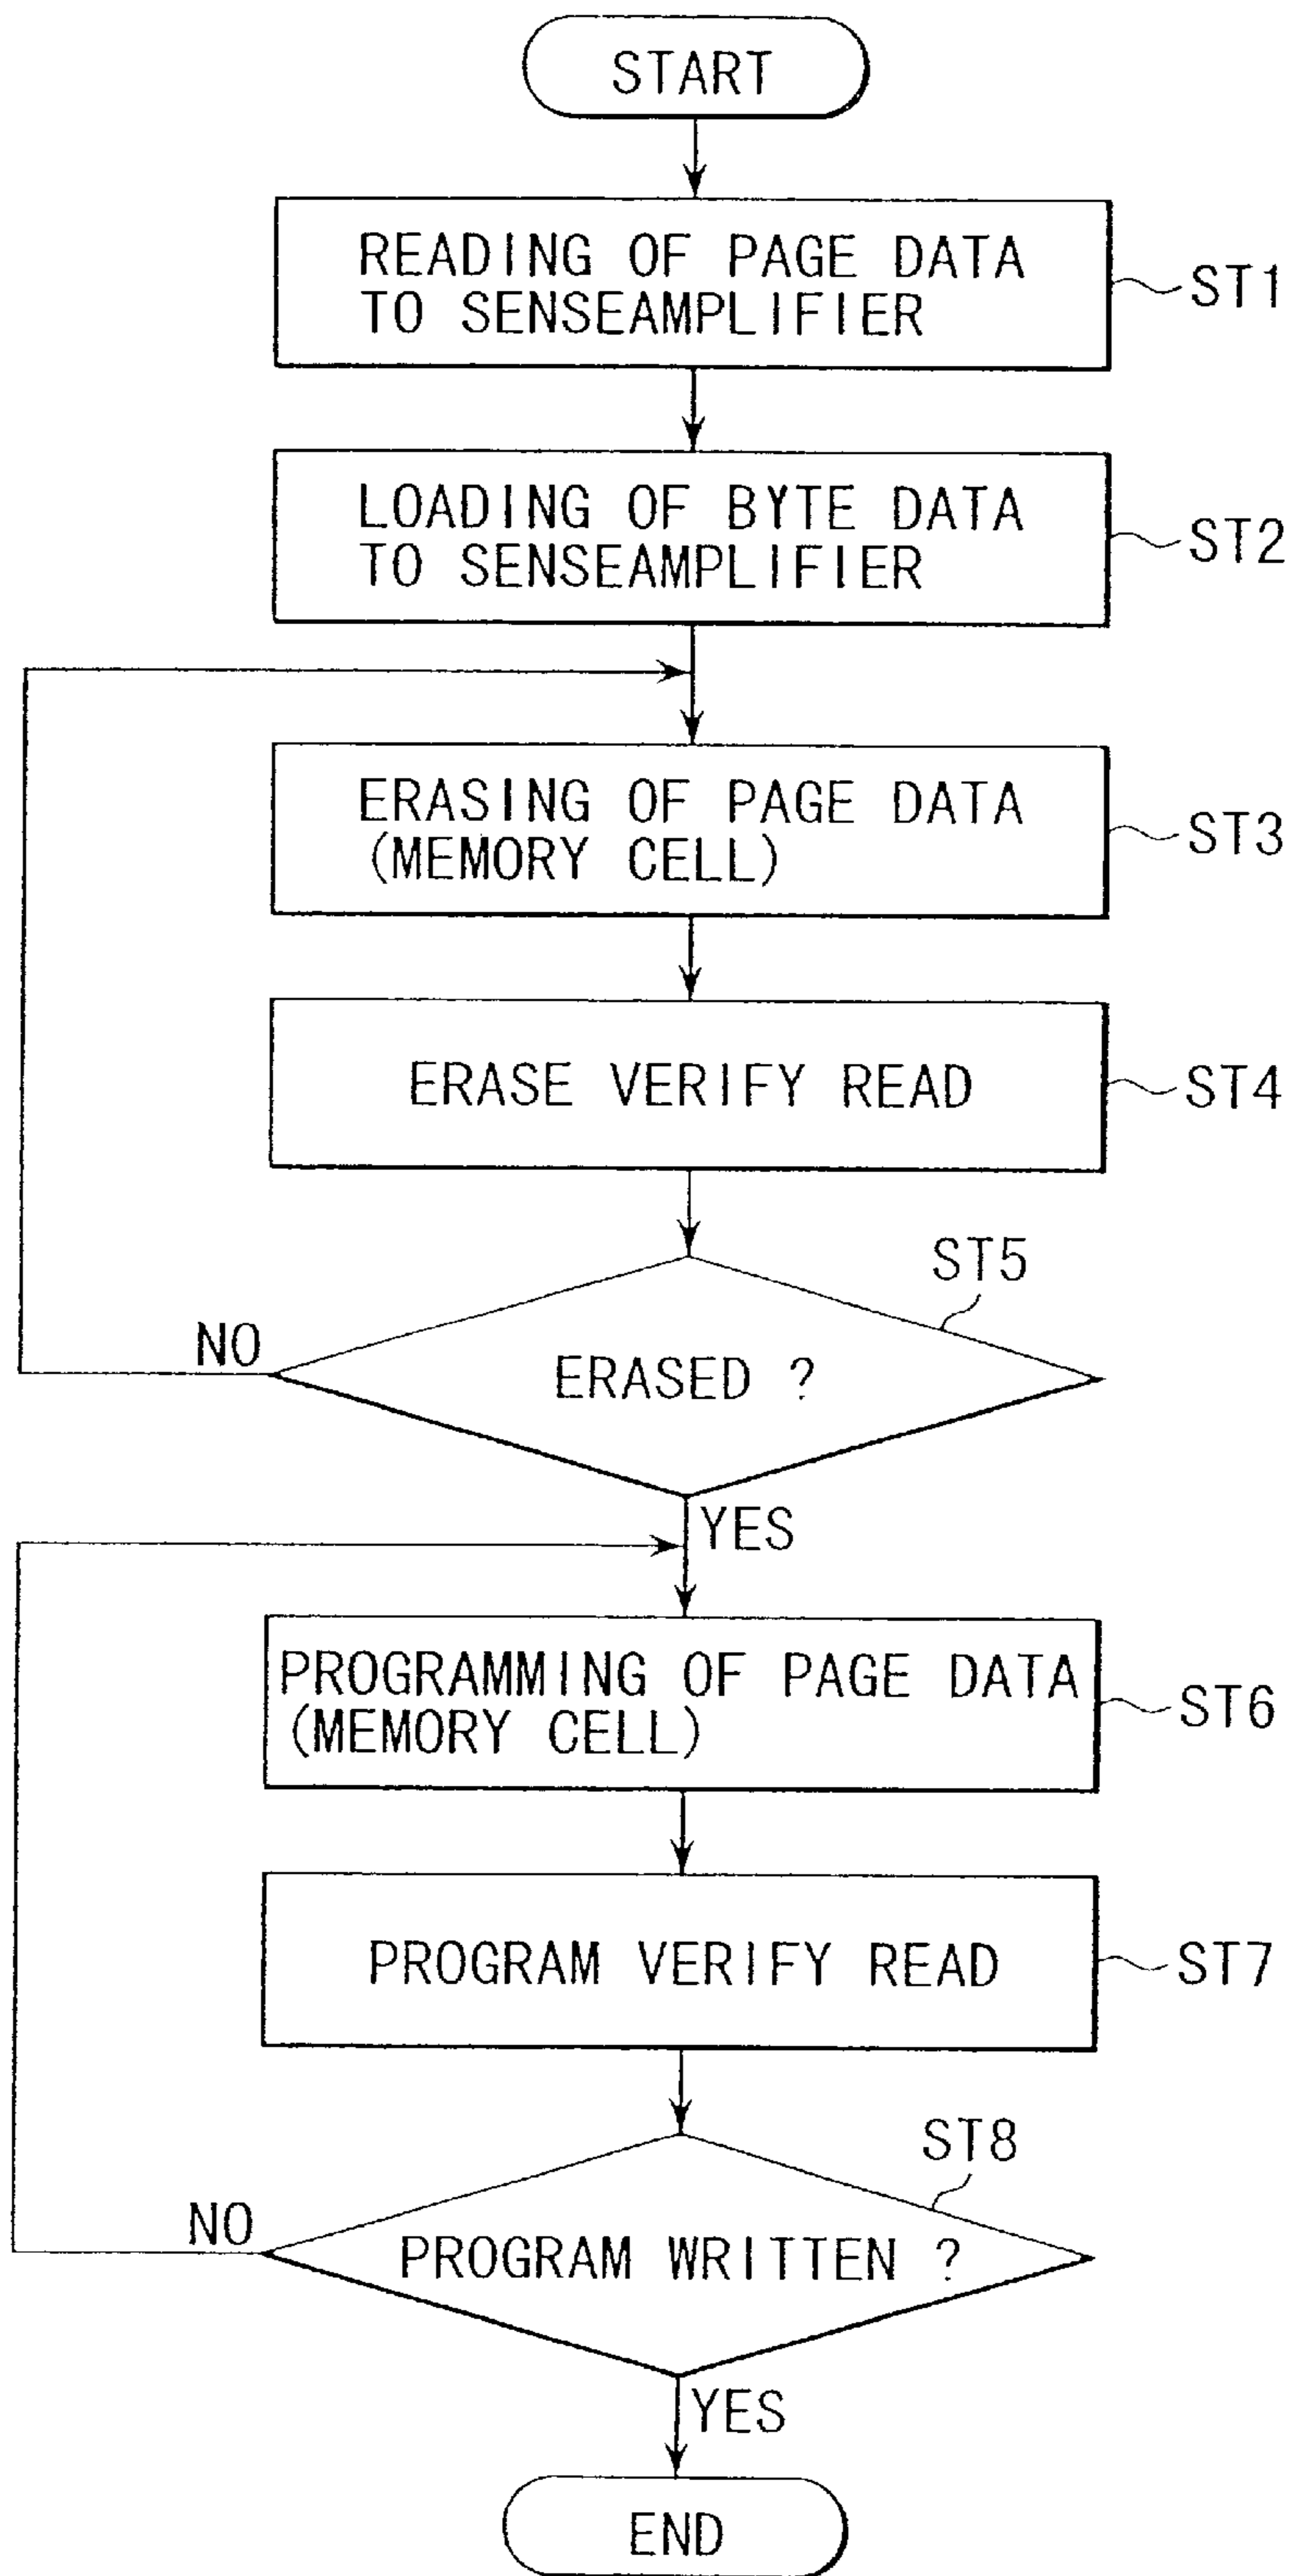 START
READING OF PAGE DATA
TO SENSEAMPLIFIER
ST1
LOADING OF BYTE DATA
TO SENSEAMPLIFIER
ST2
ERASING OF PAGE DATA
(MEMORY CELL)
ST3
ERASE VERIFY READ
ST4
ST5
NO
ERASED ?
YES
PROGRAMMING OF PAGE DATA
(MEMORY CELL)
ST6
PROGRAM VERIFY READ
ST7
ST8
NO
PROGRAM WRITTEN ?
YES
END